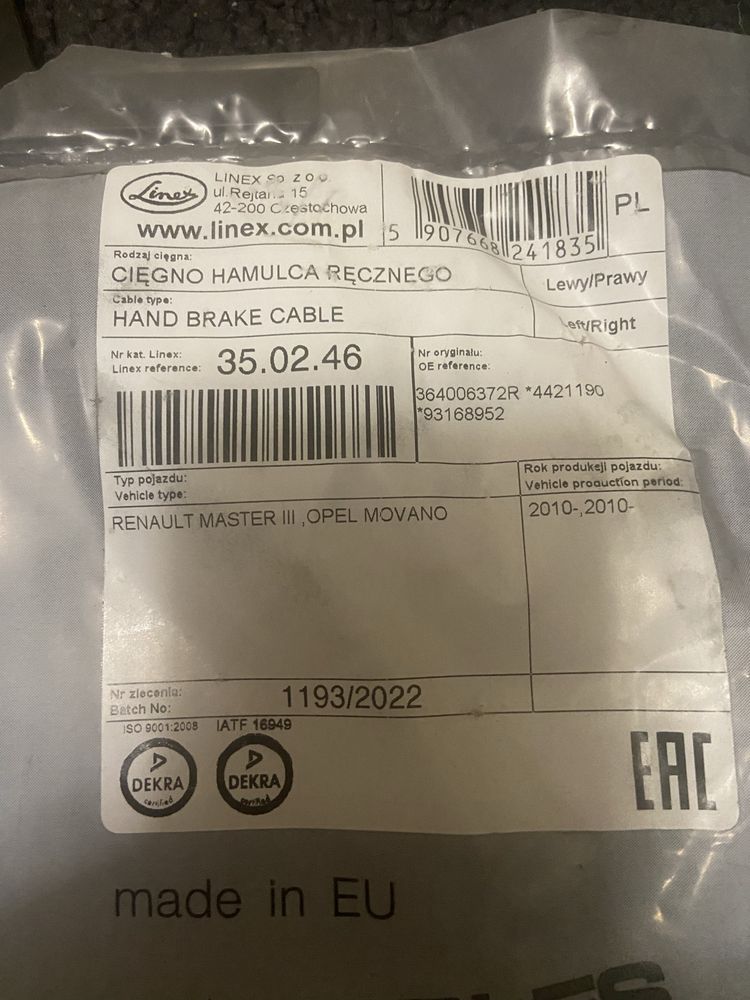 Linex
LINEX Sp. z o.o.
ul.Rejtana 15
42-200 Częstochowa
www.linex.com.pl
5 907668 241835
PL
Rodzaj cięgna:
CIĘGNO HAMULCA RĘCZNEGO
Lewy/Prawy
Cable type:
HAND BRAKE CABLE
Left/Right
Nr kat. Linex:
Linex reference:
35.02.46
Nr oryginału:
OE reference:
364006372R *4421190
*93168952
Typ pojazdu:
Vehicle type:
Rok produkcji pojazdu:
Vehicle production period:
RENAULT MASTER III ,OPEL MOVANO
2010-,2010-
Nr zlecenia:
Batch No:
1193/2022
ISO 9001:2008
IATF 16949
DEKRA
certified
DEKRA
certified
EAC
made in EU